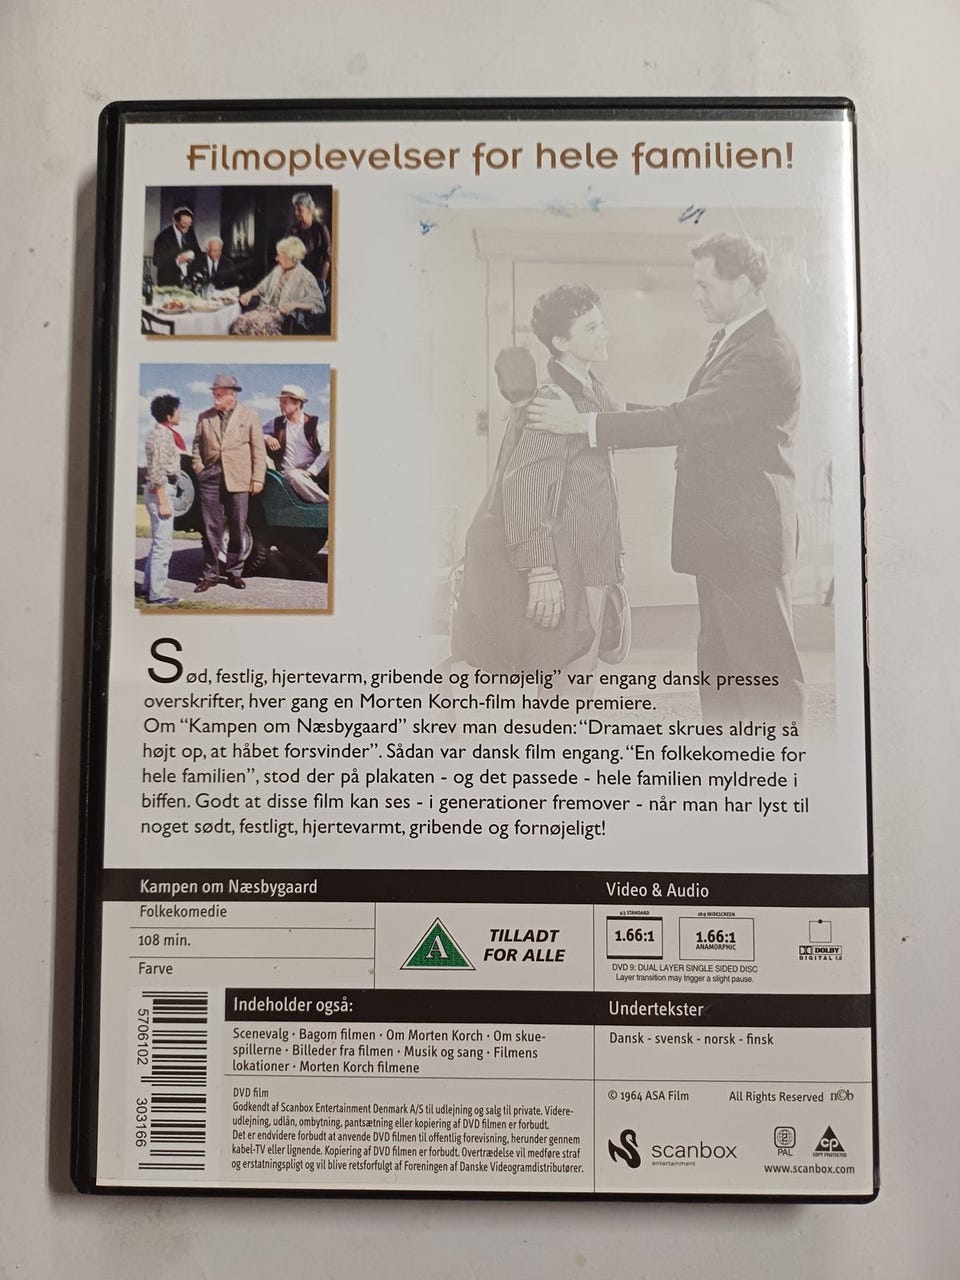 Filmoplevelser for hele familien!
Sød, festlig, hjertevarm, gribende og fornøjelig” var engang dansk presses
overskrifter, hver gang en Morten Korch-film havde premiere.
Om “Kampen om Næsbygaard” skrev man desuden: “Dramaet skrues aldrig så
højt op, at håbet forsvinder”. Sådan var dansk film engang. “En folkekomedie for
hele familien”, stod der på plakaten - og det passede - hele familien myldrede i
biffen. Godt at disse film kan ses - i generationer fremover - når man har lyst til
noget sødt, festligt, hjertevarmt, gribende og fornøjeligt!
Kampen om Næsbygaard
Folkekomedie
108 min.
Farve
A
TILLADT
FOR ALLE
Video & Audio
4:3 STANDARD
1.66:1
16:9 WIDESCREEN
1.66:1
ANAMORPHIC
DOLBY
DIGITAL 1.0
DVD 9: DUAL LAYER SINGLE SIDED DISC
Layer transition may trigger a slight pause.
5706102 303166
Indeholder også:
Scenevalg · Bagom filmen · Om Morten Korch · Om skue-
spillerne · Billeder fra filmen · Musik og sang · Filmens
lokationer · Morten Korch filmene
Undertekster
Dansk - svensk - norsk - finsk
DVD film
Godkendt af Scanbox Entertainment Denmark A/S til udlejning og salg til private. Videre-
udlejning, udlån, ombytning, pantsætning eller kopiering af DVD filmen er forbudt.
Det er endvidere forbudt at anvende DVD filmen til offentlig forevisning, herunder gennem
kabel-TV eller lignende. Kopiering af DVD filmen er forbudt. Overtrædelse vil medføre straf
og erstatningspligt og vil blive retsforfulgt af Foreningen af Danske Videogramdistributører.
© 1964 ASA Film
All Rights Reserved n©b
scanbox
entertainment
PAL
CP
COPY PROTECTED
www.scanbox.com